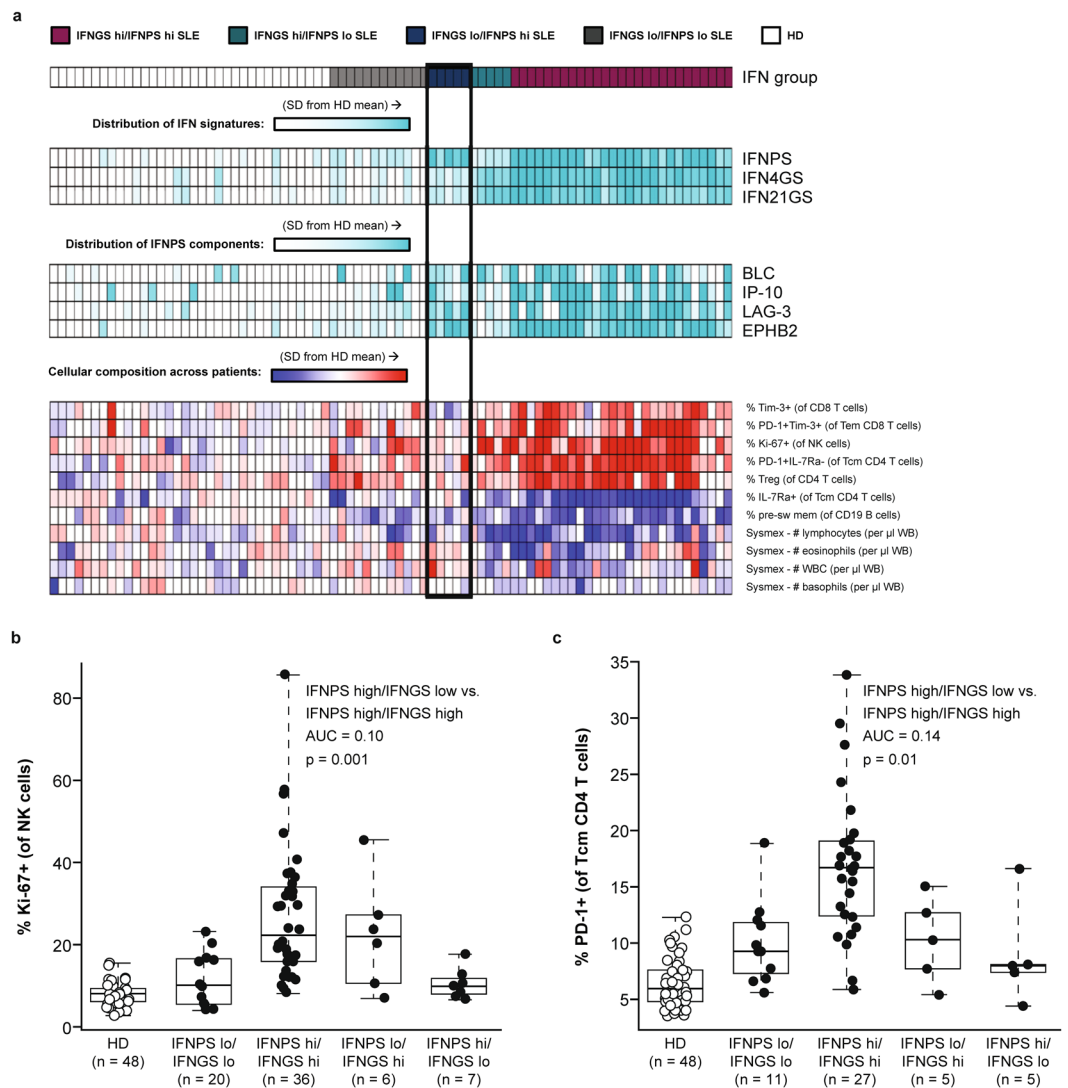 a
IFNGS hi/IFNPS hi SLE IFNGS hi/IFNPS lo SLE IFNGS lo/IFNPS hi SLE IFNGS lo/IFNPS lo SLE HD
IFN group
(SD from HD mean) →
Distribution of IFN signatures:
IFNPS
IFN4GS
IFN21GS
(SD from HD mean) →
Distribution of IFNPS components:
BLC
IP-10
LAG-3
EPHB2
(SD from HD mean) →
Cellular composition across patients:
% Tim-3+ (of CD8 T cells)
% PD-1+Tim-3+ (of Tem CD8 T cells)
% Ki-67+ (of NK cells)
% PD-1+IL-7Ra- (of Tcm CD4 T cells)
% Treg (of CD4 T cells)
% IL-7Ra+ (of Tcm CD4 T cells)
% pre-sw mem (of CD19 B cells)
Sysmex - # lymphocytes (per µl WB)
Sysmex - # eosinophils (per µl WB)
Sysmex - # WBC (per µl WB)
Sysmex - # basophils (per µl WB)
b
% Ki-67+ (of NK cells)
80
60
40
20
0
IFNPS high/IFNGS low vs.
IFNPS high/IFNGS high
AUC = 0.10
p = 0.001
HD IFNPS lo/ IFNPS hi/ IFNPS lo/ IFNPS hi/
(n = 48) IFNGS lo IFNGS hi IFNGS hi IFNGS lo
(n = 20) (n = 36) (n = 6) (n = 7)
c
% PD-1+ (of Tcm CD4 T cells)
35
30
25
20
15
10
5
IFNPS high/IFNGS low vs.
IFNPS high/IFNGS high
AUC = 0.14
p = 0.01
HD IFNPS lo/ IFNPS hi/ IFNPS lo/ IFNPS hi/
(n = 48) IFNGS lo IFNGS hi IFNGS hi IFNGS lo
(n = 11) (n = 27) (n = 5) (n = 5)